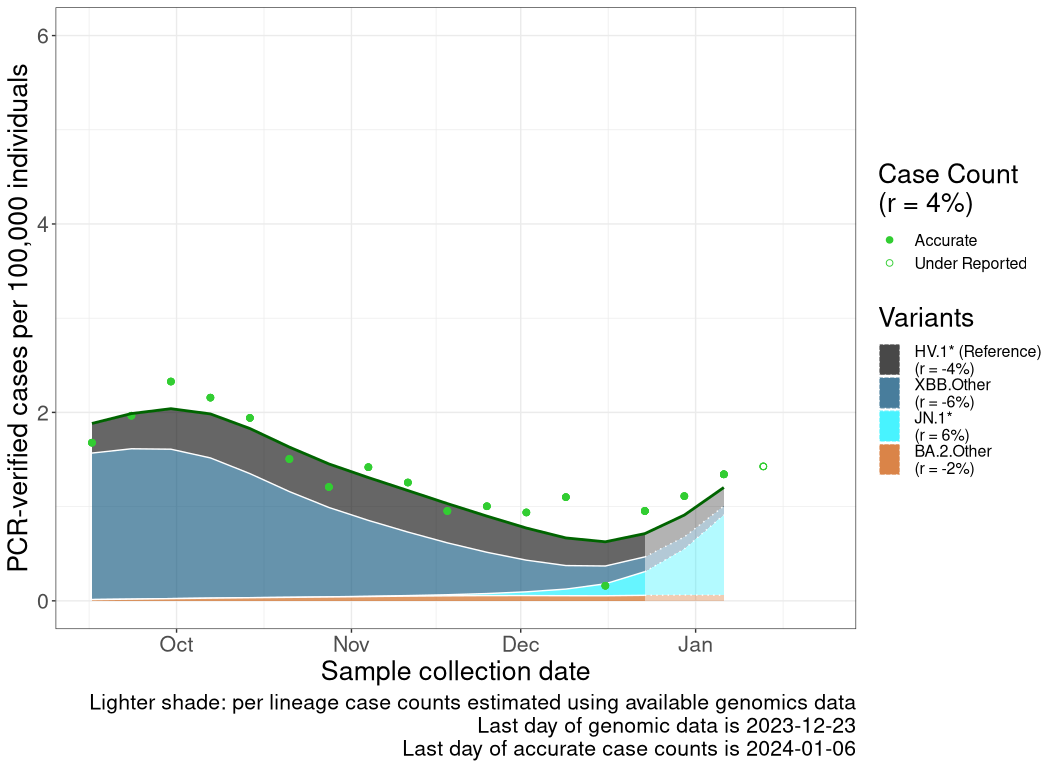 PCR-verified cases per 100,000 individuals
6
4
2
0
Oct
Nov
Dec
Jan
Sample collection date
Lighter shade: per lineage case counts estimated using available genomics data
Last day of genomic data is 2023-12-23
Last day of accurate case counts is 2024-01-06
Case Count
(r = 4%)
Accurate
Under Reported
Variants
HV.1* (Reference)
(r = -4%)
XBB.Other
(r = -6%)
JN.1*
(r = 6%)
BA.2.Other
(r = -2%)